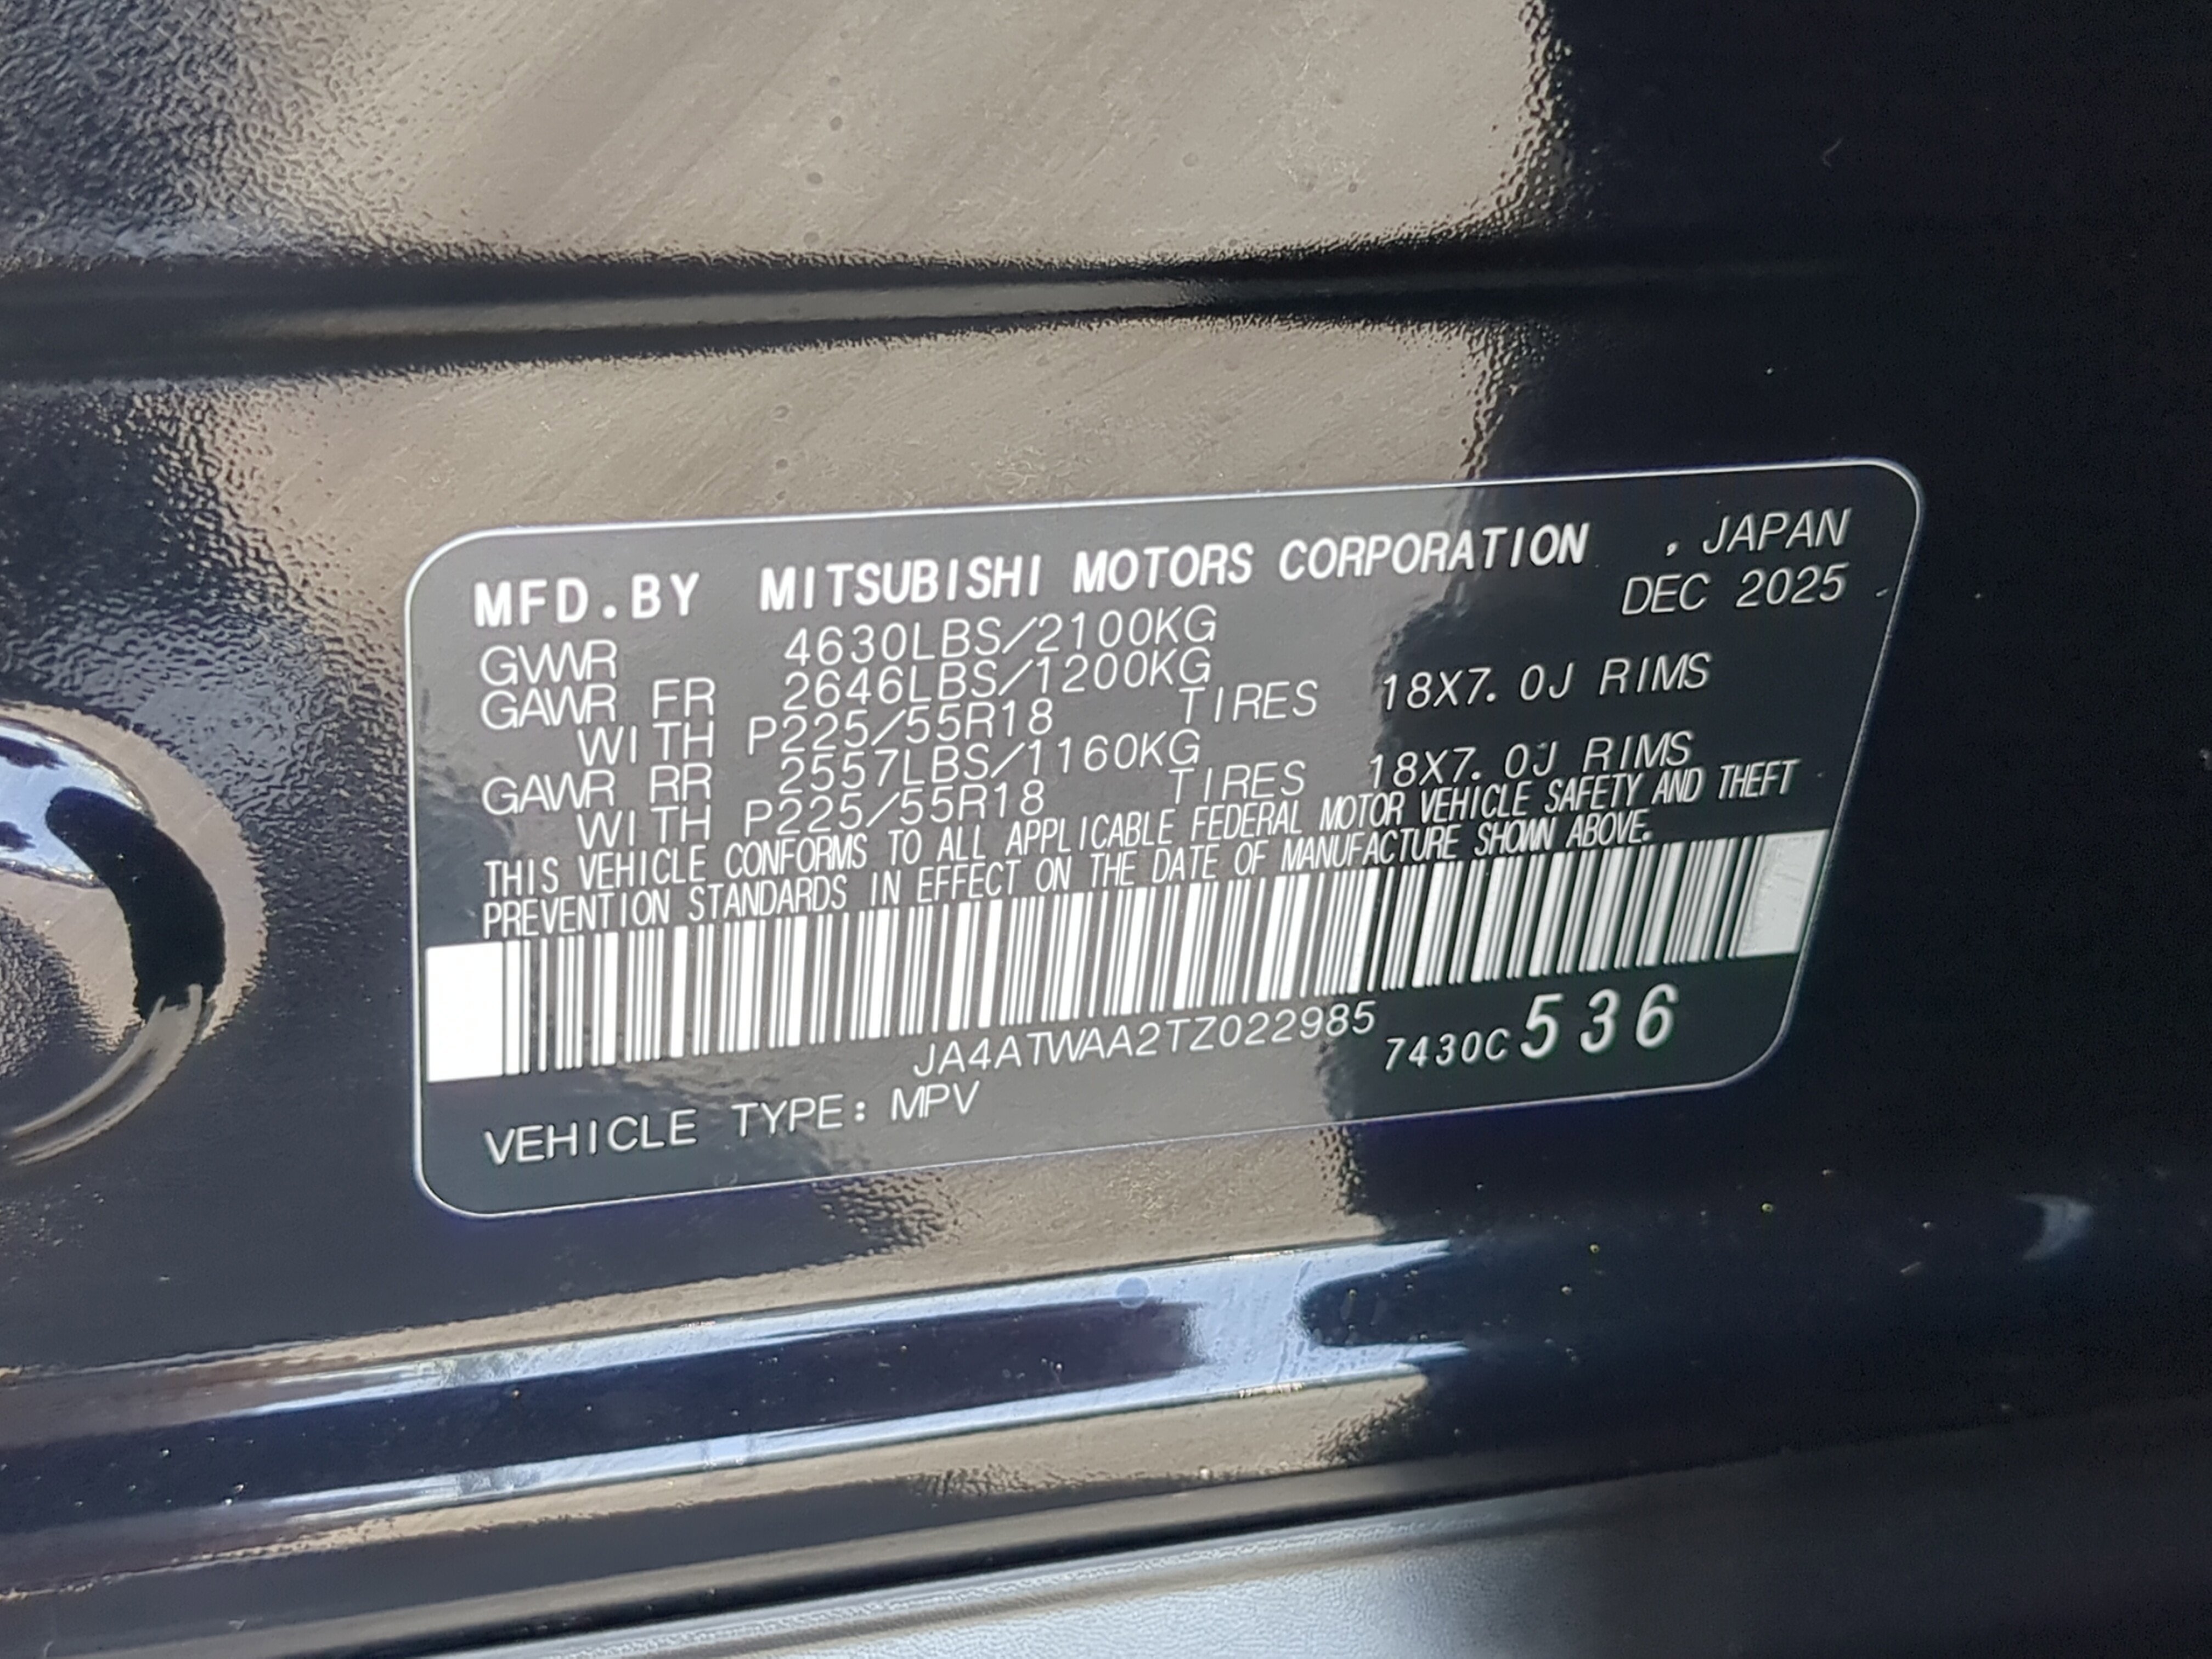 MFD.BY MITSUBISHI MOTORS CORPORATION , JAPAN
GVWR 4630LBS/2100KG DEC 2025
GAWR FR 2646LBS/1200KG
WITH P225/55R18 TIRES 18X7.0J RIMS
GAWR RR 2557LBS/1160KG
WITH P225/55R18 TIRES 18X7.0J RIMS
THIS VEHICLE CONFORMS TO ALL APPLICABLE FEDERAL MOTOR VEHICLE SAFETY AND THEFT
PREVENTION STANDARDS IN EFFECT ON THE DATE OF MANUFACTURE SHOWN ABOVE.
JA4ATWAA2TZ022985 7430C536
VEHICLE TYPE: MPV